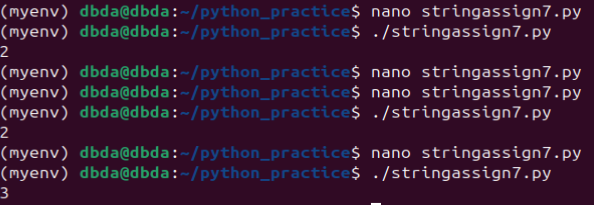 (myenv) dbda@dbda:~/python_practice$ nano stringassign7.py
(myenv) dbda@dbda:~/python_practice$ ./stringassign7.py
2
(myenv) dbda@dbda:~/python_practice$ nano stringassign7.py
(myenv) dbda@dbda:~/python_practice$ nano stringassign7.py
(myenv) dbda@dbda:~/python_practice$ ./stringassign7.py
2
(myenv) dbda@dbda:~/python_practice$ nano stringassign7.py
(myenv) dbda@dbda:~/python_practice$ ./stringassign7.py
3